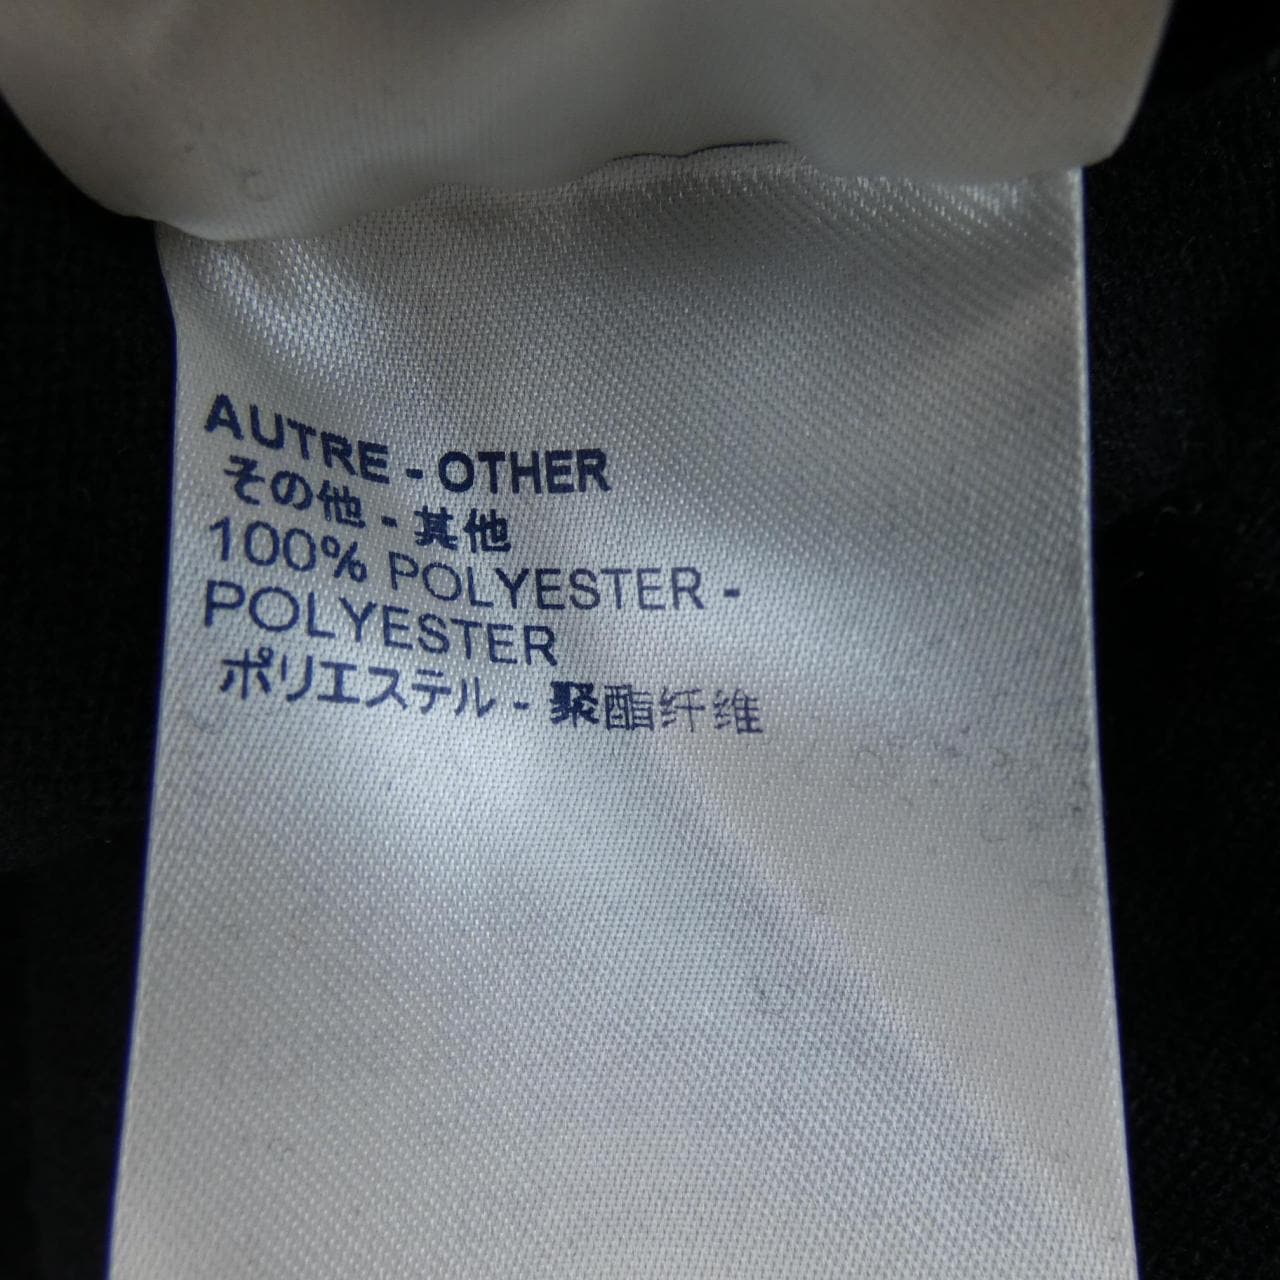 AUTRE - OTHER
その他 - 其他
100% POLYESTER -
POLYESTER
ポリエステル - 聚酯纤维